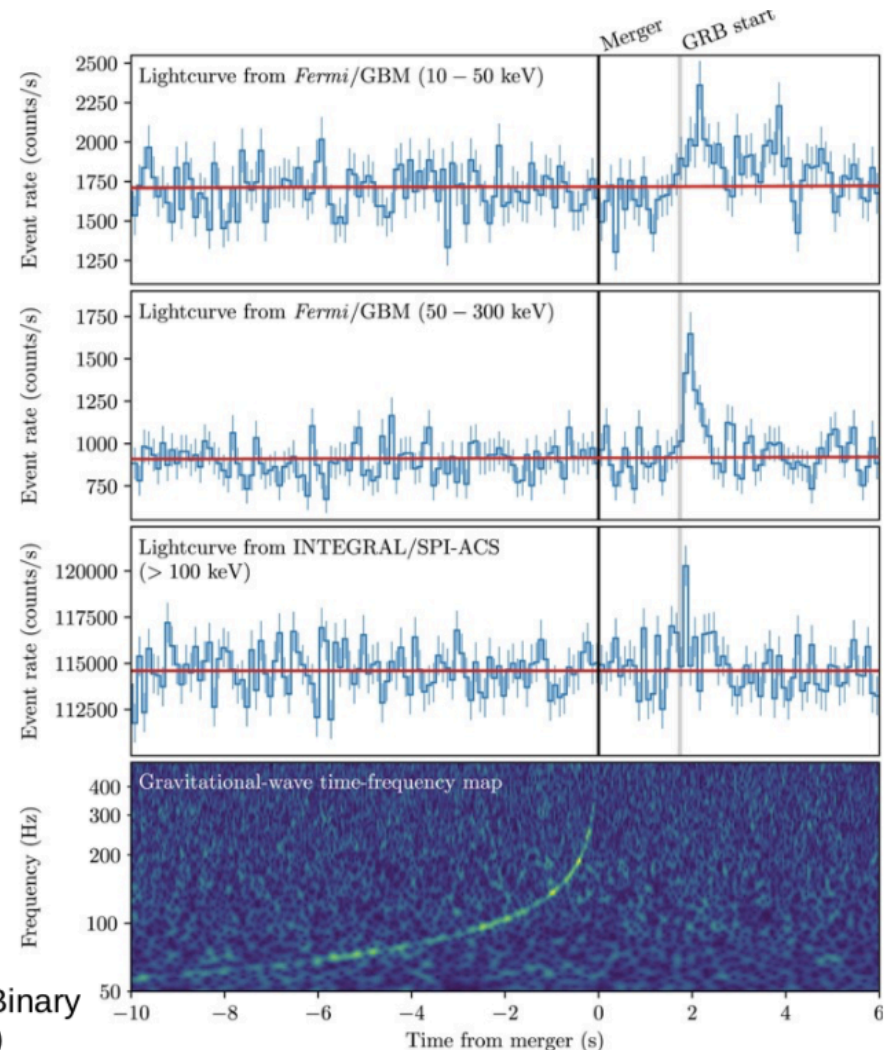 Merger
GRB start
Lightcurve from Fermi/GBM (10 – 50 keV)
Event rate (counts/s)
2500
2250
2000
1750
1500
1250
Lightcurve from Fermi/GBM (50 – 300 keV)
Event rate (counts/s)
1750
1500
1250
1000
750
Lightcurve from INTEGRAL/SPI-ACS
(> 100 keV)
Event rate (counts/s)
120000
117500
115000
112500
Gravitational-wave time-frequency map
Frequency (Hz)
400
300
200
100
50
Binary
)
−10 −8 −6 −4 −2 0 2 4 6
Time from merger (s)